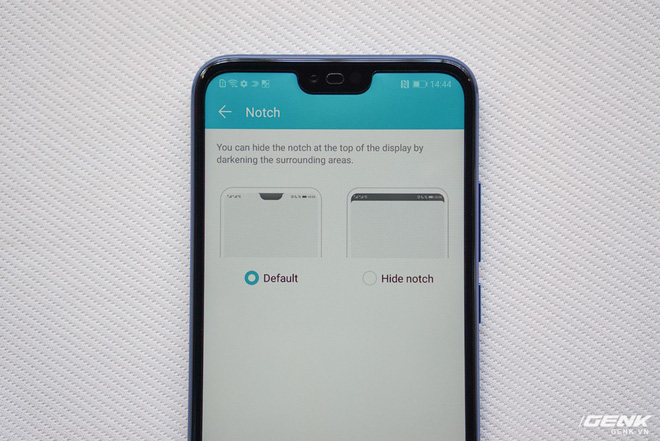 14:44
Notch
You can hide the notch at the top of the display by
darkening the surrounding areas.
Default
Hide notch
GENK
GENK.VN